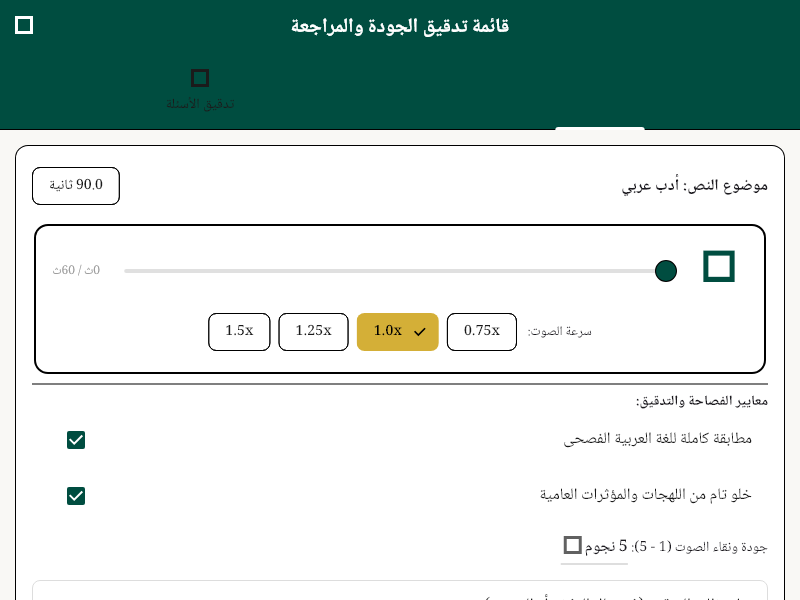 قائمة تدقيق الجودة والمراجعة
تدقيق الأسئلة
موضوع النص: أدب عربي
90.0 ثانية
0ث / 60ث
سرعة الصوت:
0.75x
1.0x
1.25x
1.5x
معايير الفصاحة والتدقيق:
مطابقة كاملة للغة العربية الفصحى
خلو تام من اللهجات والمؤثرات العامية
جودة ونقاء الصوت (1 - 5): 5 نجوم